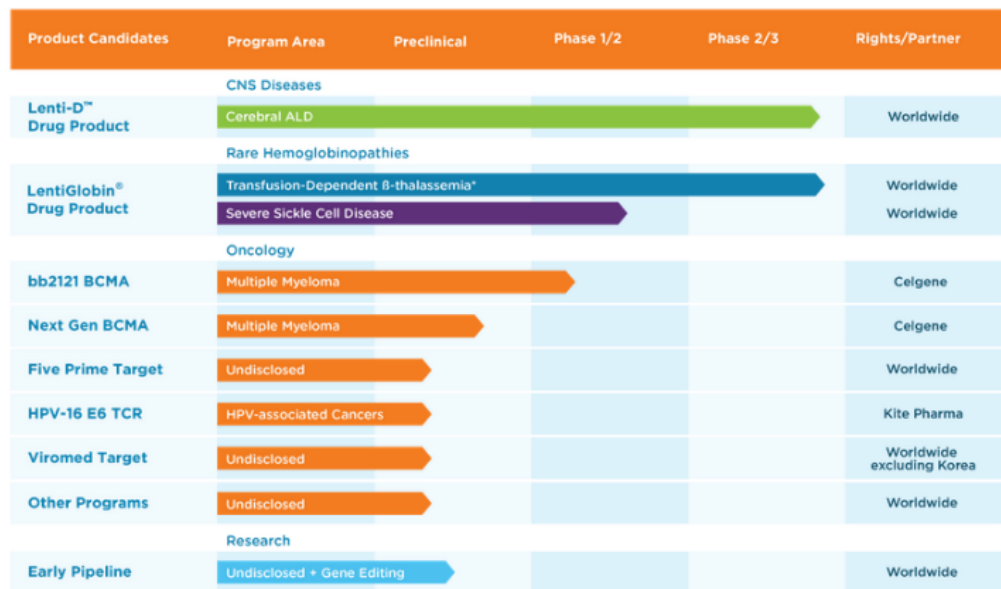 Product Candidates Program Area Preclinical Phase 1/2 Phase 2/3 Rights/Partner
CNS Diseases
Lenti-D™
Drug Product
Cerebral ALD
Worldwide
Rare Hemoglobinopathies
LentiGlobin®
Drug Product
Transfusion-Dependent ß-thalassemia*
Worldwide
Severe Sickle Cell Disease
Worldwide
Oncology
bb2121 BCMA Multiple Myeloma Celgene
Next Gen BCMA Multiple Myeloma Celgene
Five Prime Target Undisclosed Worldwide
HPV-16 E6 TCR HPV-associated Cancers Kite Pharma
Viromed Target Undisclosed Worldwide
excluding Korea
Other Programs Undisclosed Worldwide
Research
Early Pipeline Undisclosed + Gene Editing Worldwide